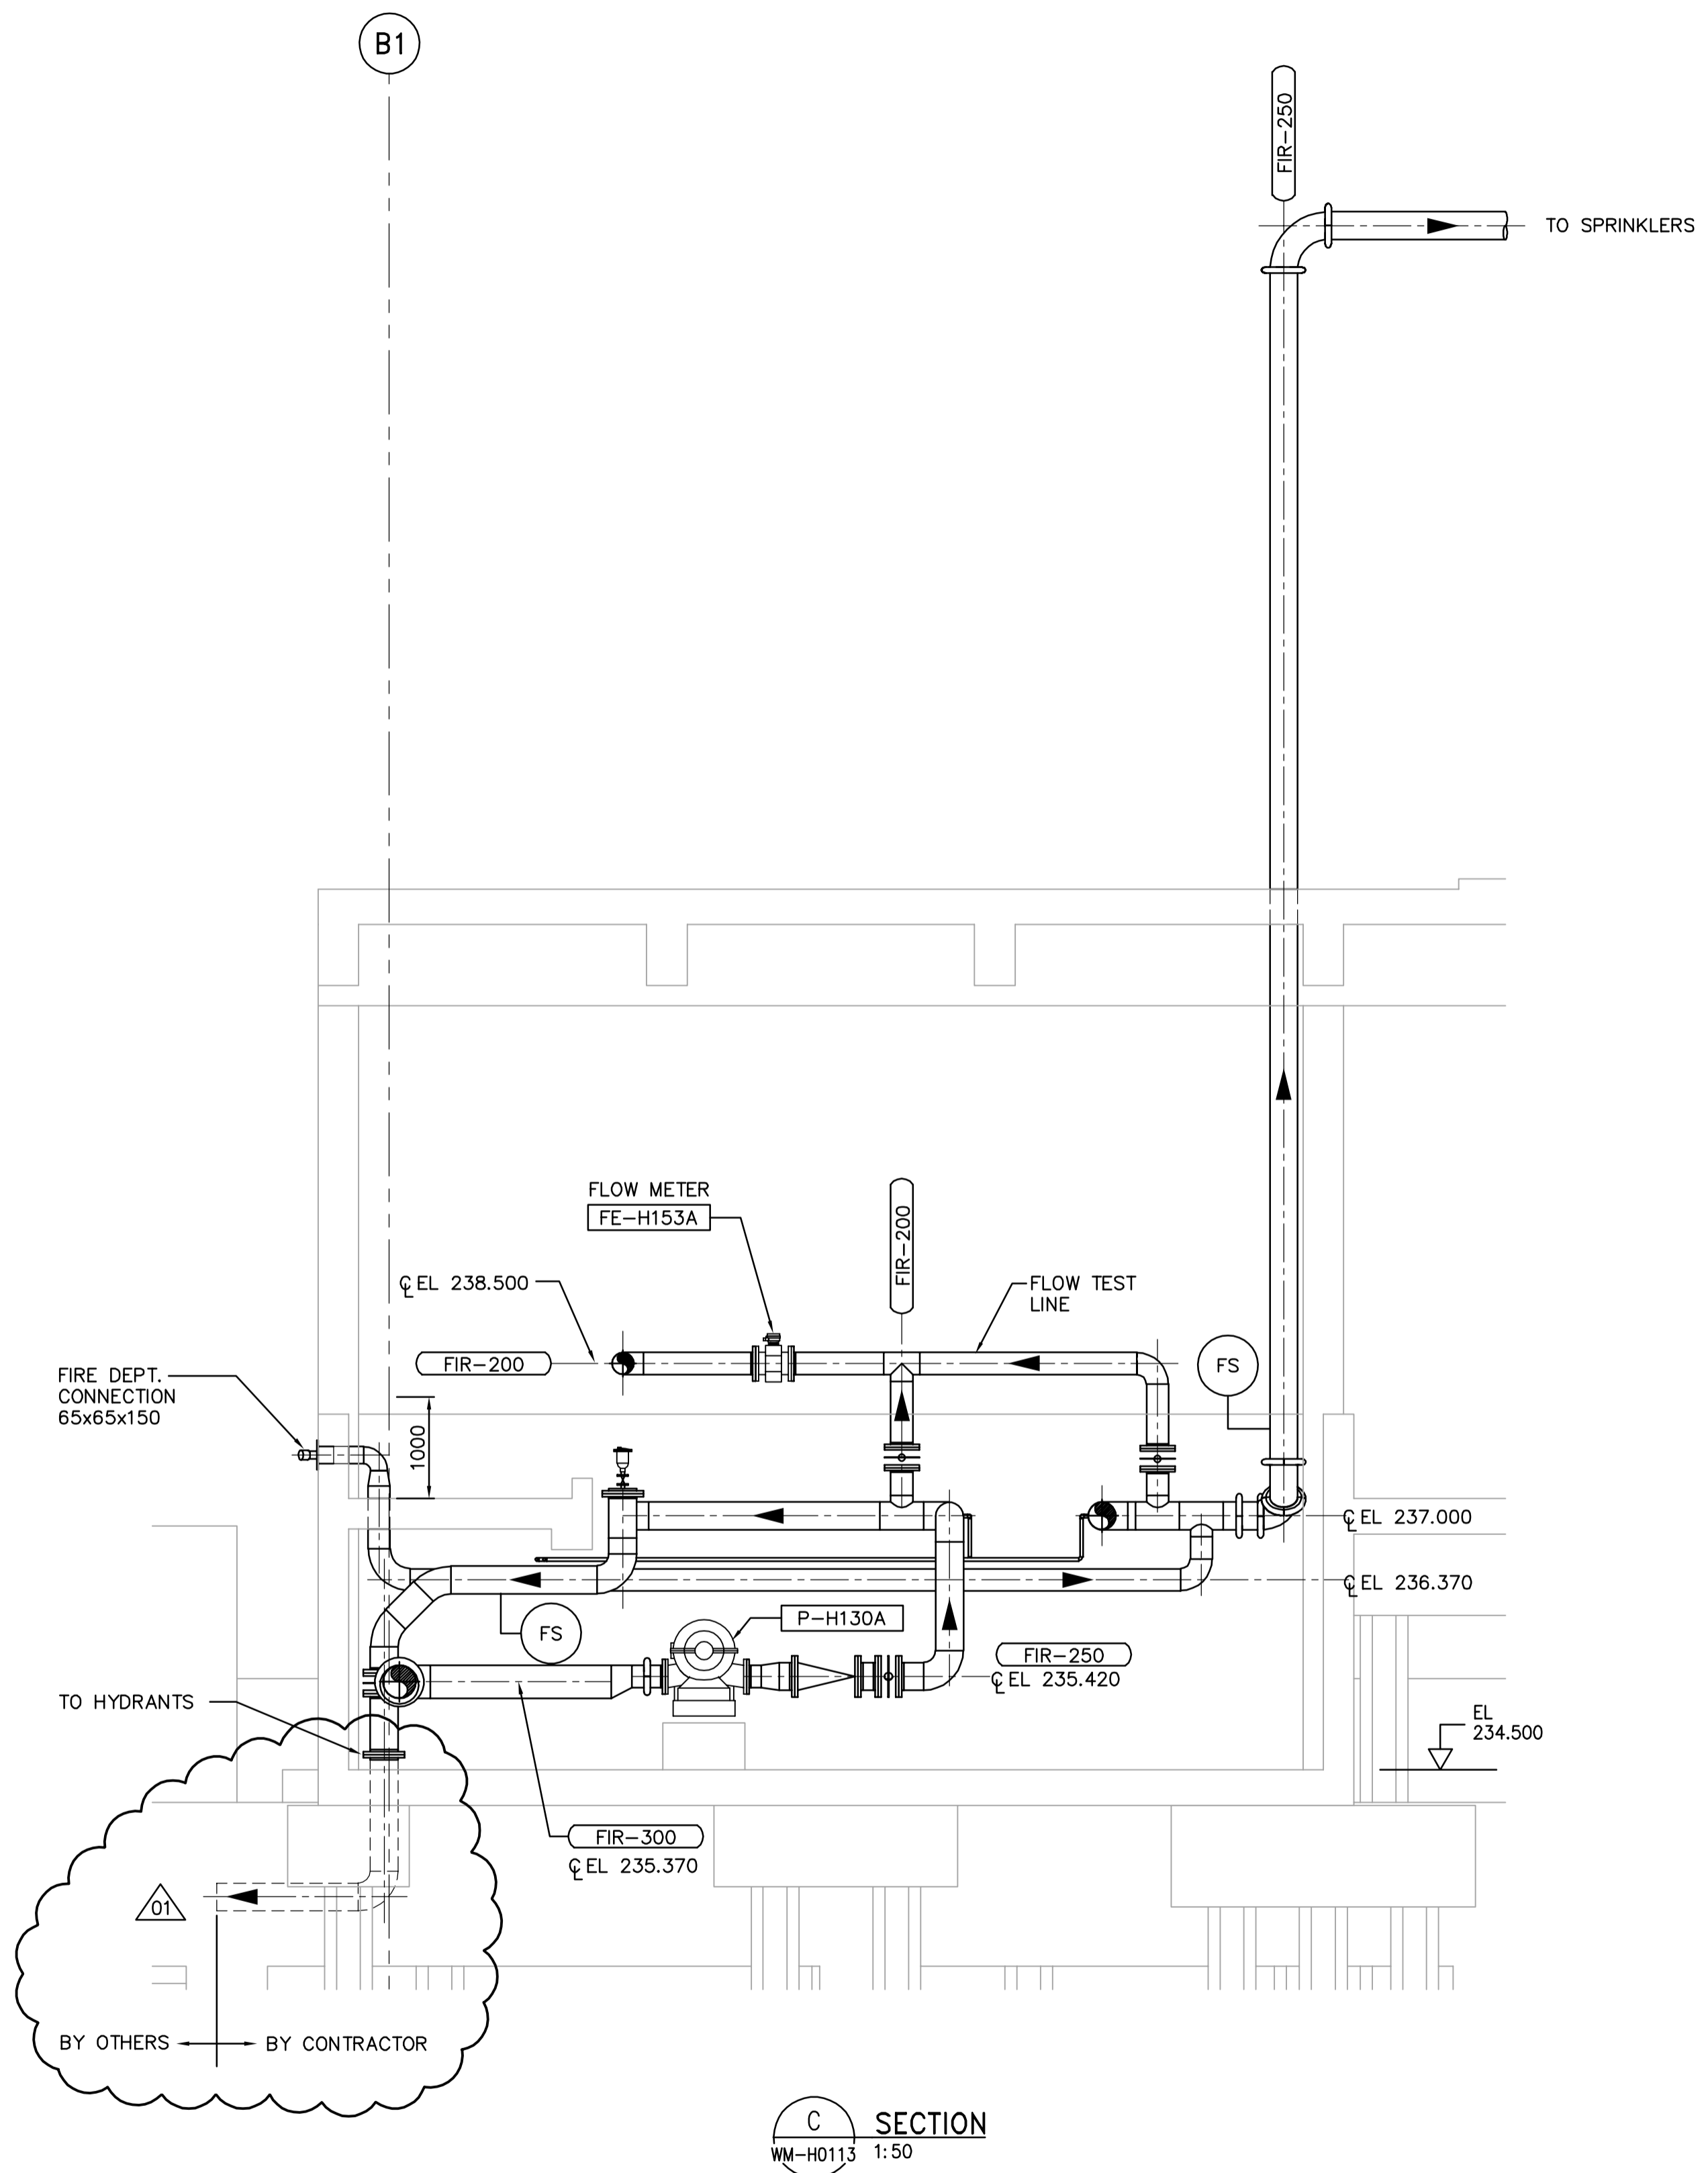 B1
FIR-250
TO SPRINKLERS
FLOW METER
FE-H153A
FIR-200
℄ EL 238.500
FLOW TEST
LINE
FIR-200
FS
FIRE DEPT.
CONNECTION
65x65x150
1000
℄ EL 237.000
℄ EL 236.370
P-H130A
FS
FIR-250
℄ EL 235.420
TO HYDRANTS
EL
234.500
FIR-300
℄ EL 235.370
01
BY OTHERS
BY CONTRACTOR
C
SECTION
WM-H0113
1:50